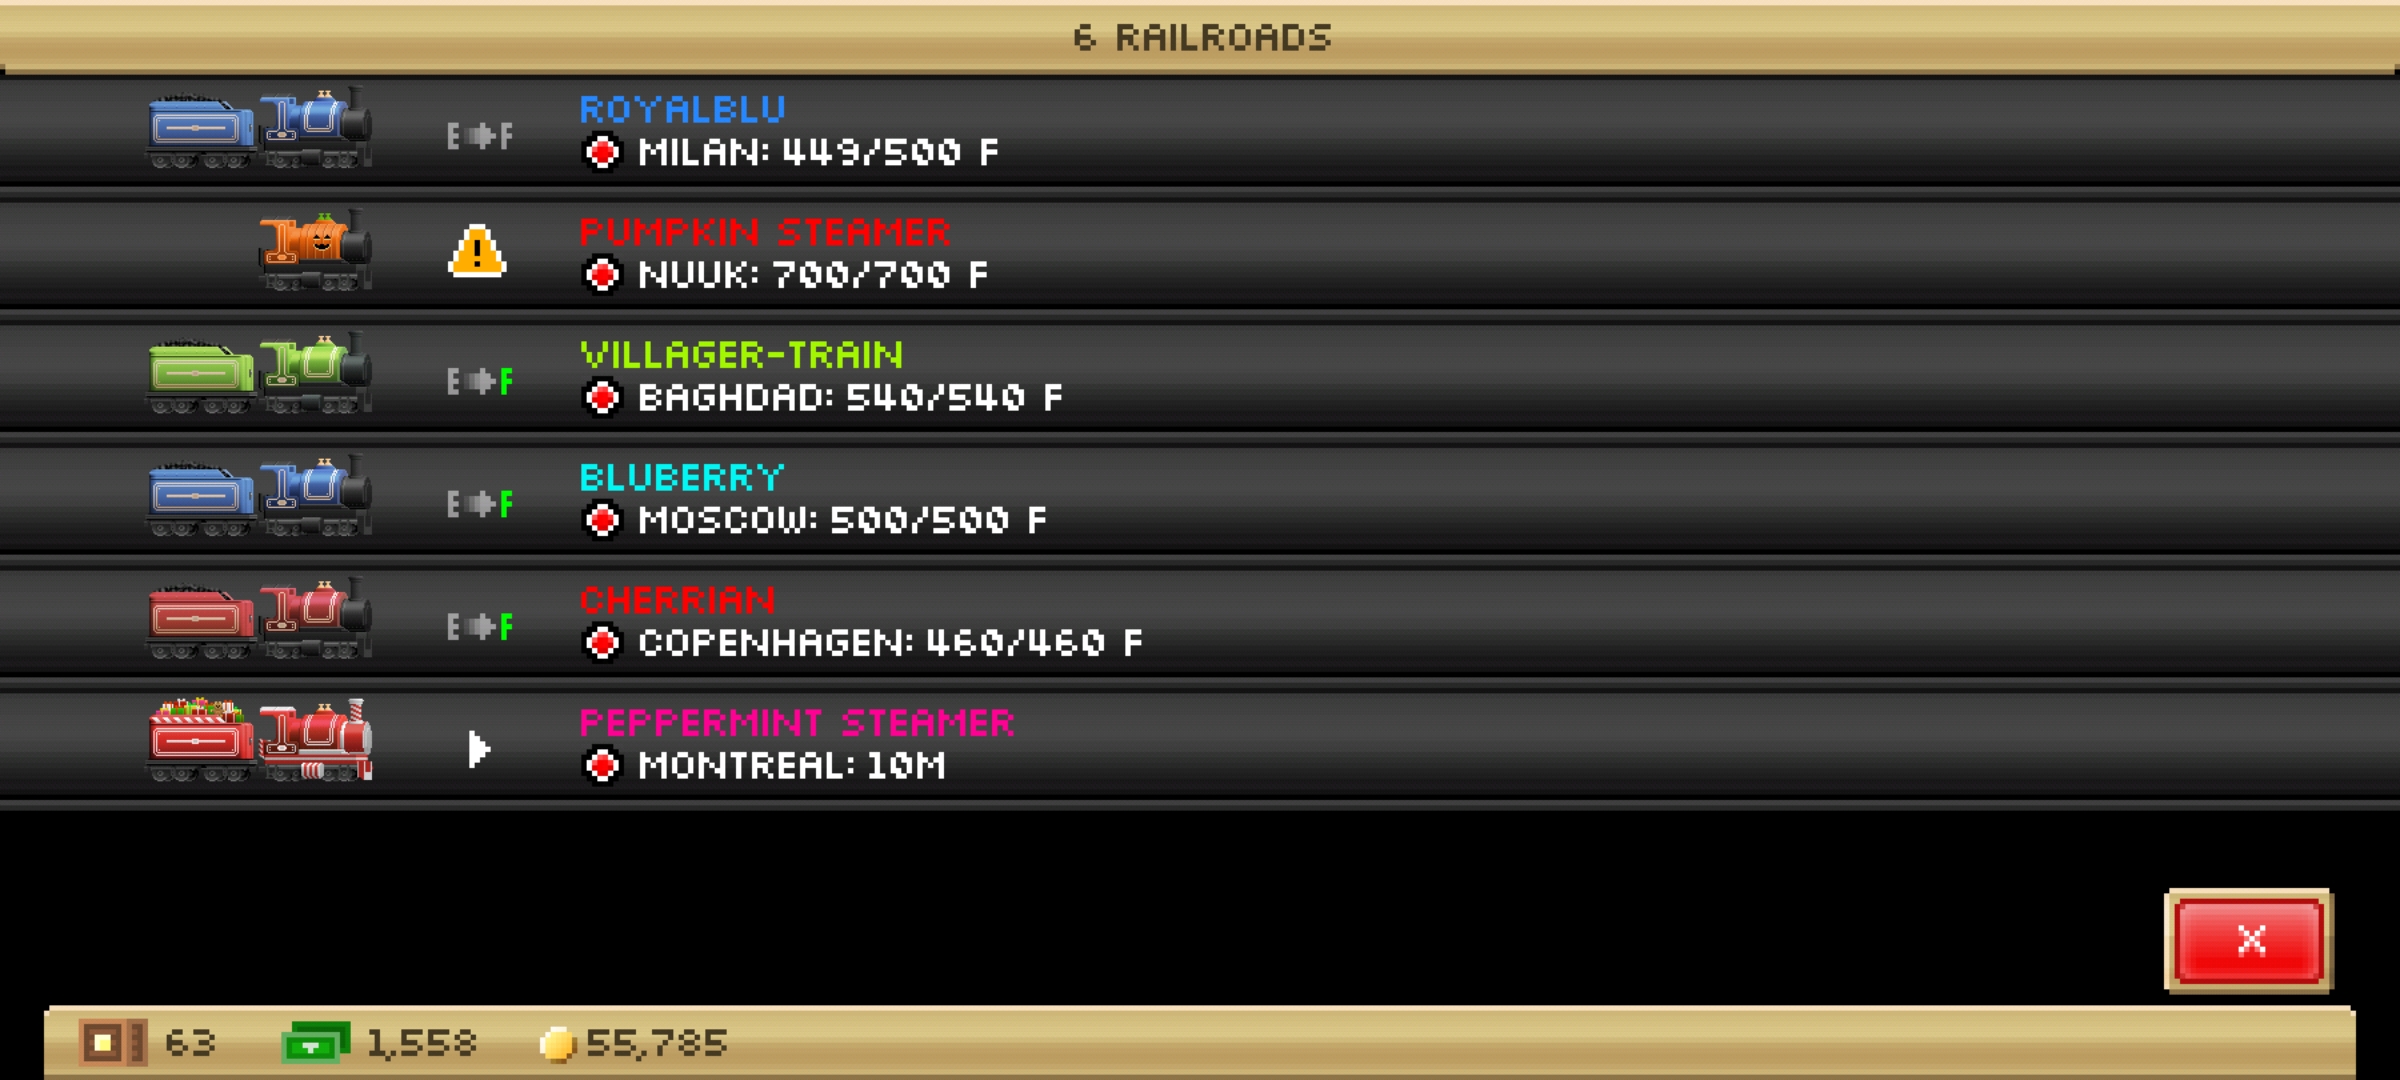 6 RAILROADS
E F
ROYALBLU
MILAN: 449/500 F
!
PUMPKIN STEAMER
NUUK: 700/700 F
E F
VILLAGER-TRAIN
BAGHDAD: 540/540 F
E F
BLUBERRY
MOSCOW: 500/500 F
E F
CHERRIAN
COPENHAGEN: 460/460 F
PEPPERMINT STEAMER
MONTREAL: 10M
X
63 1,558 55,785